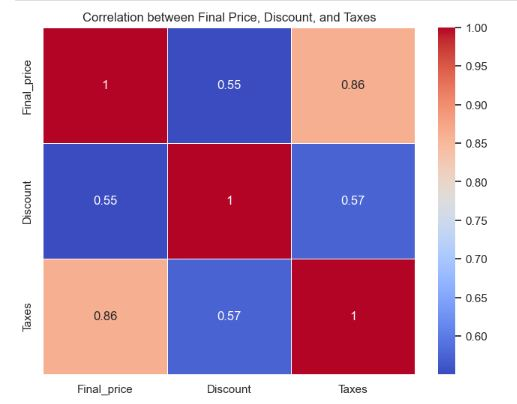 Correlation between Final Price, Discount, and Taxes
Final_price
1
0.55
0.86
Discount
0.55
1
0.57
Taxes
0.86
0.57
1
Final_price
Discount
Taxes
1.00
0.95
0.90
0.85
0.80
0.75
0.70
0.65
0.60